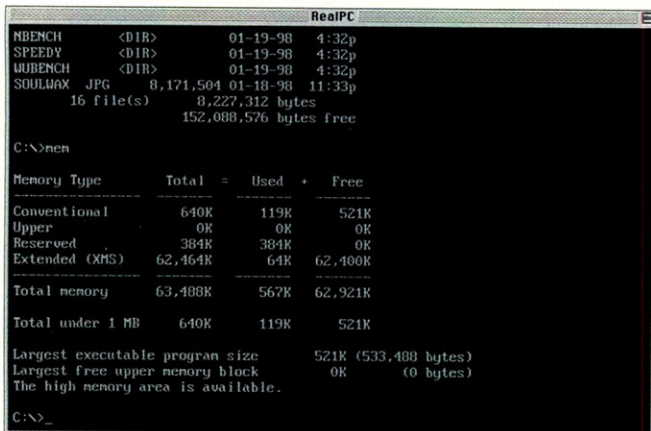 RealPC
NBENCH <DIR> 01-19-98 4:32p
SPEEDY <DIR> 01-19-98 4:32p
WUBENCH <DIR> 01-19-98 4:32p
SOULWAX JPG 8,171,504 01-18-98 11:33p
16 file(s) 8,227,312 bytes
152,088,576 bytes free
C:\>mem
Memory Type Total = Used + Free
---------------- -------- -------- --------
Conventional 640K 119K 521K
Upper 0K 0K 0K
Reserved 384K 384K 0K
Extended (XMS) 62,464K 64K 62,400K
---------------- -------- -------- --------
Total memory 63,488K 567K 62,921K
Total under 1 MB 640K 119K 521K
Largest executable program size 521K (533,488 bytes)
Largest free upper memory block 0K (0 bytes)
The high memory area is available.
C:\>_